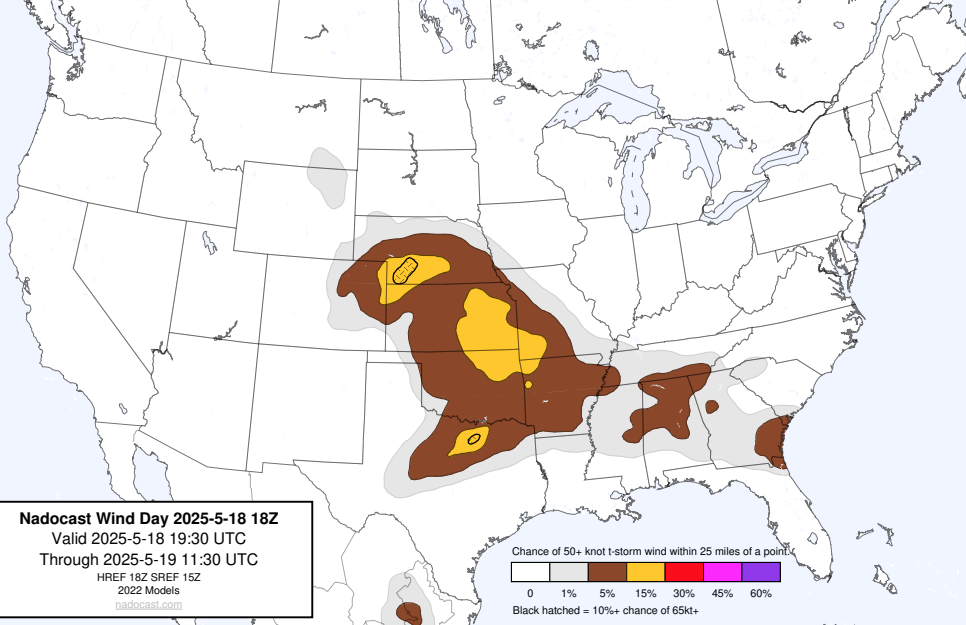 Nadocast Wind Day 2025-5-18 18Z
Valid 2025-5-18 19:30 UTC
Through 2025-5-19 11:30 UTC
HREF 18Z SREF 15Z
2022 Models
nadocast.com
Chance of 50+ knot t-storm wind within 25 miles of a point.
0 1% 5% 15% 30% 45% 60%
Black hatched = 10%+ chance of 65kt+